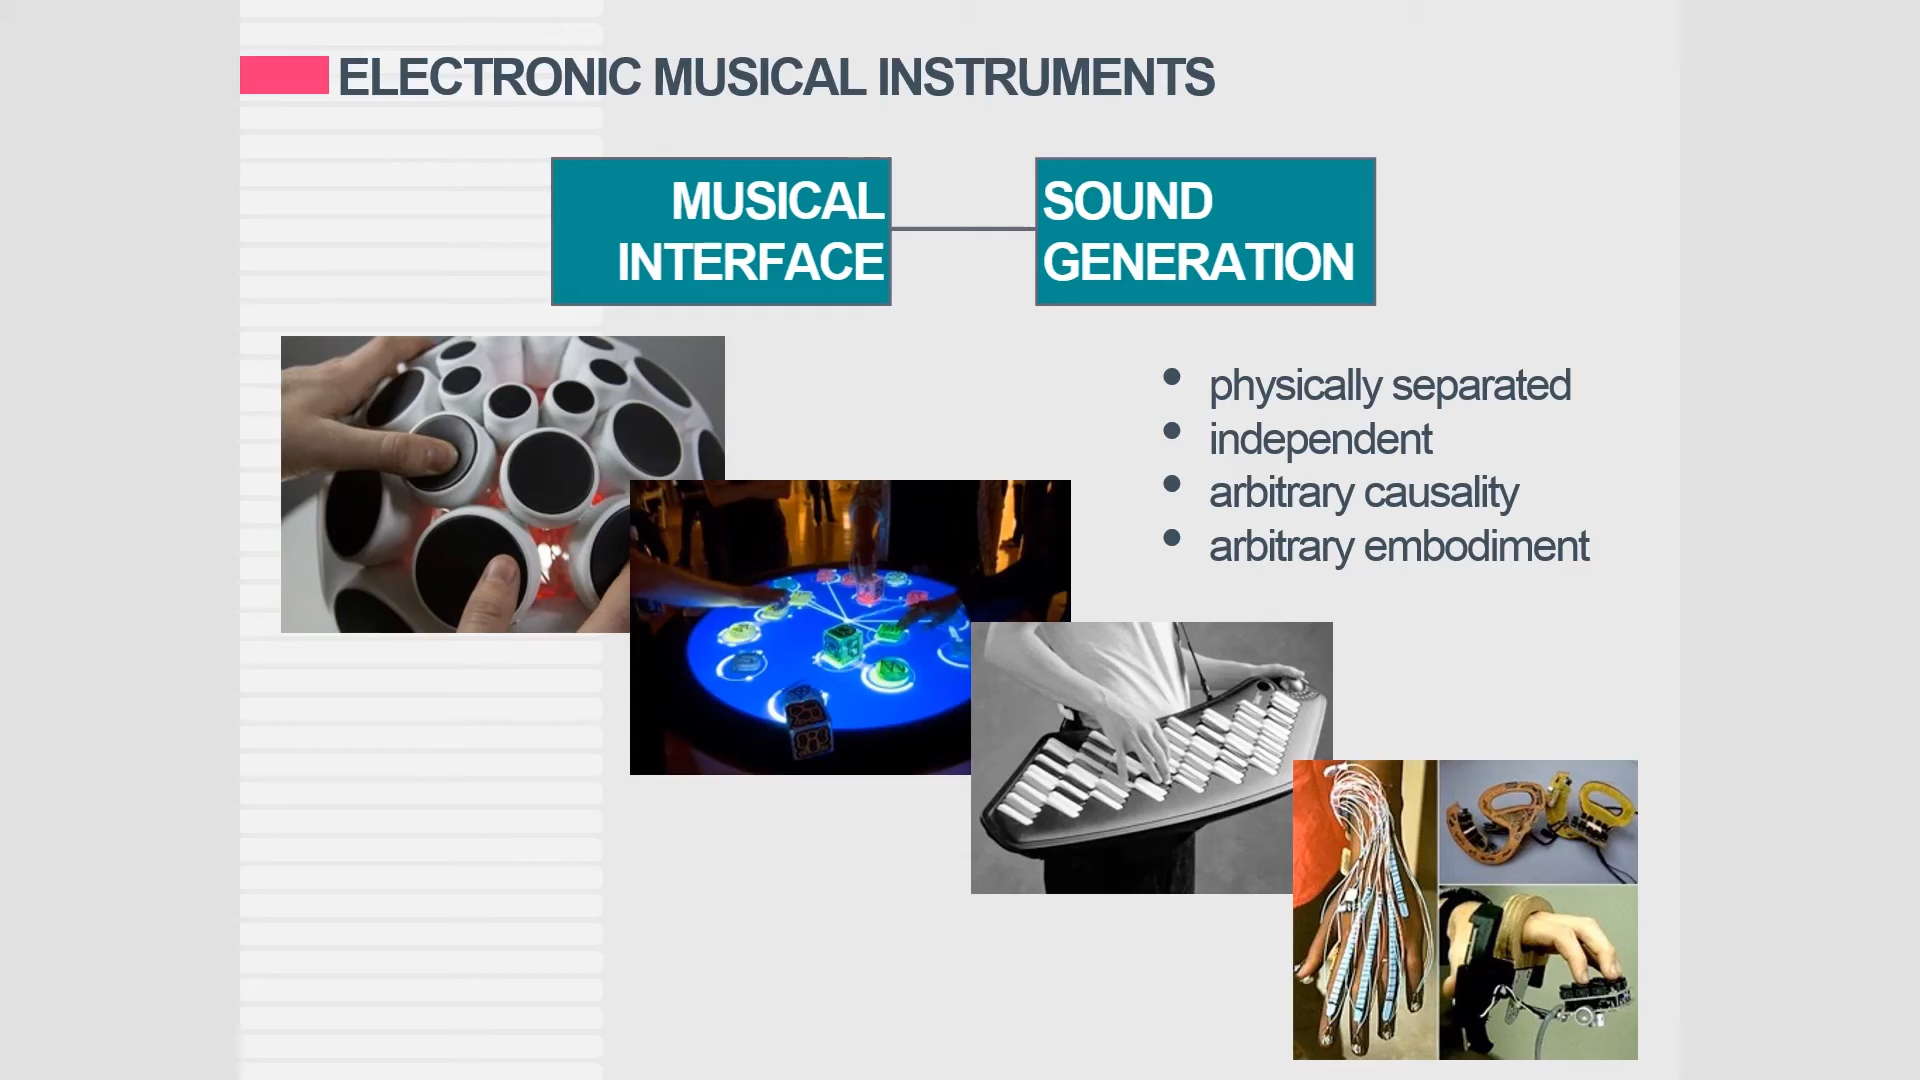 ELECTRONIC MUSICAL INSTRUMENTS
MUSICAL
INTERFACE
SOUND
GENERATION
• physically separated
• independent
• arbitrary causality
• arbitrary embodiment